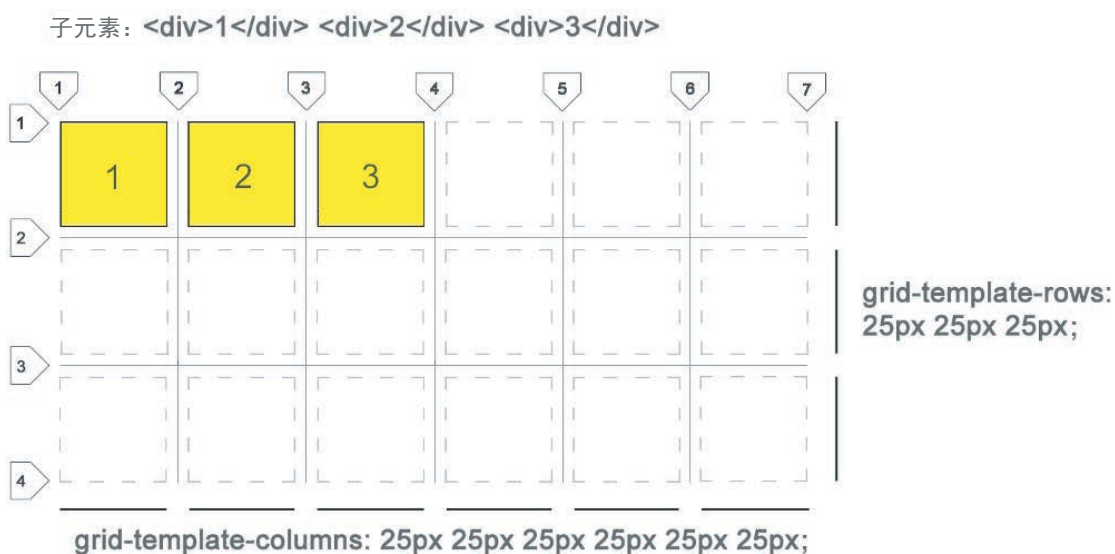 子元素：<div>1</div> <div>2</div> <div>3</div>
1 2 3 4 5 6 7
1
1 2 3
2
3
4
grid-template-rows:
25px 25px 25px;
grid-template-columns: 25px 25px 25px 25px 25px 25px;